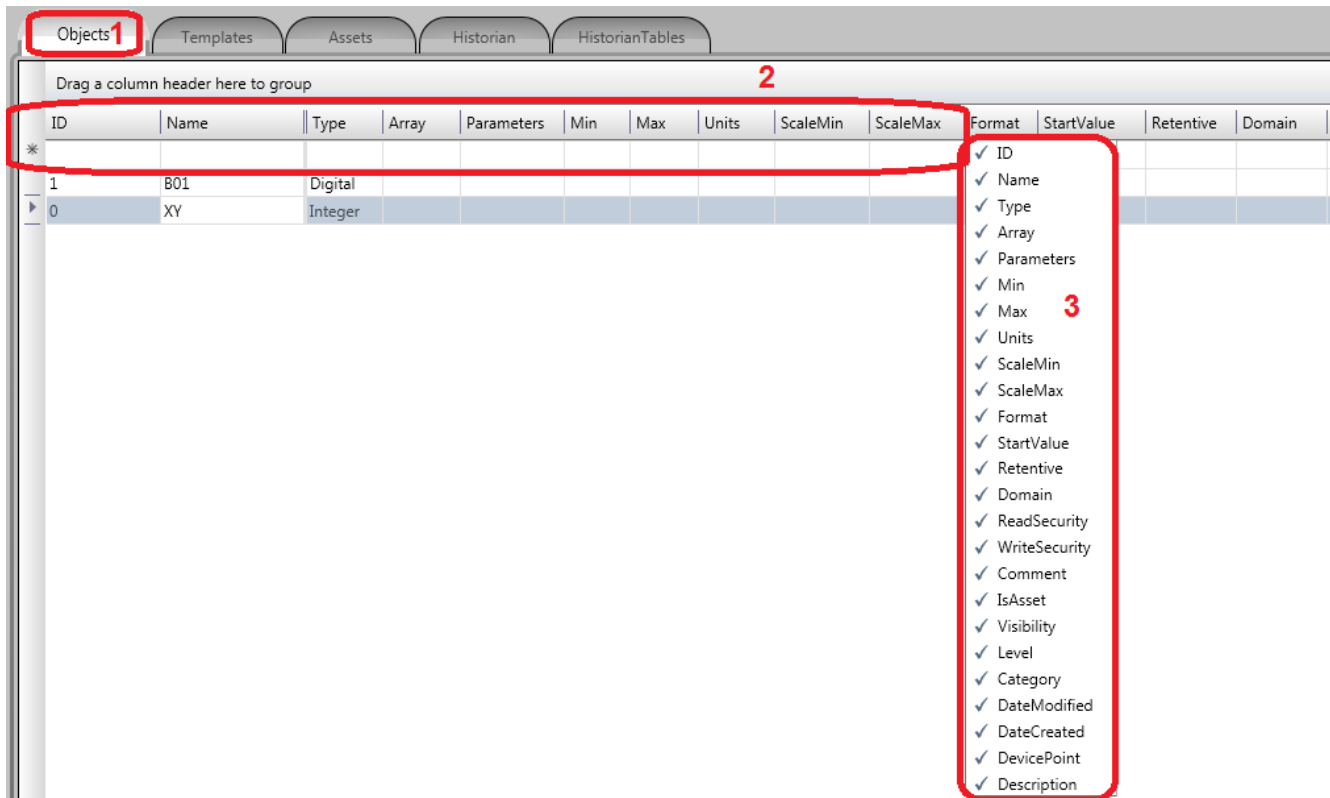 Objects 1 Templates Assets Historian HistorianTables
Drag a column header here to group 2
ID Name Type Array Parameters Min Max Units ScaleMin ScaleMax Format StartValue Retentive Domain
1 B01 Digital
0 XY Integer
✓ ID
✓ Name
✓ Type
✓ Array
✓ Parameters
✓ Min
✓ Max 3
✓ Units
✓ ScaleMin
✓ ScaleMax
✓ Format
✓ StartValue
✓ Retentive
✓ Domain
✓ ReadSecurity
✓ WriteSecurity
✓ Comment
✓ IsAsset
✓ Visibility
✓ Level
✓ Category
✓ DateModified
✓ DateCreated
✓ DevicePoint
✓ Description